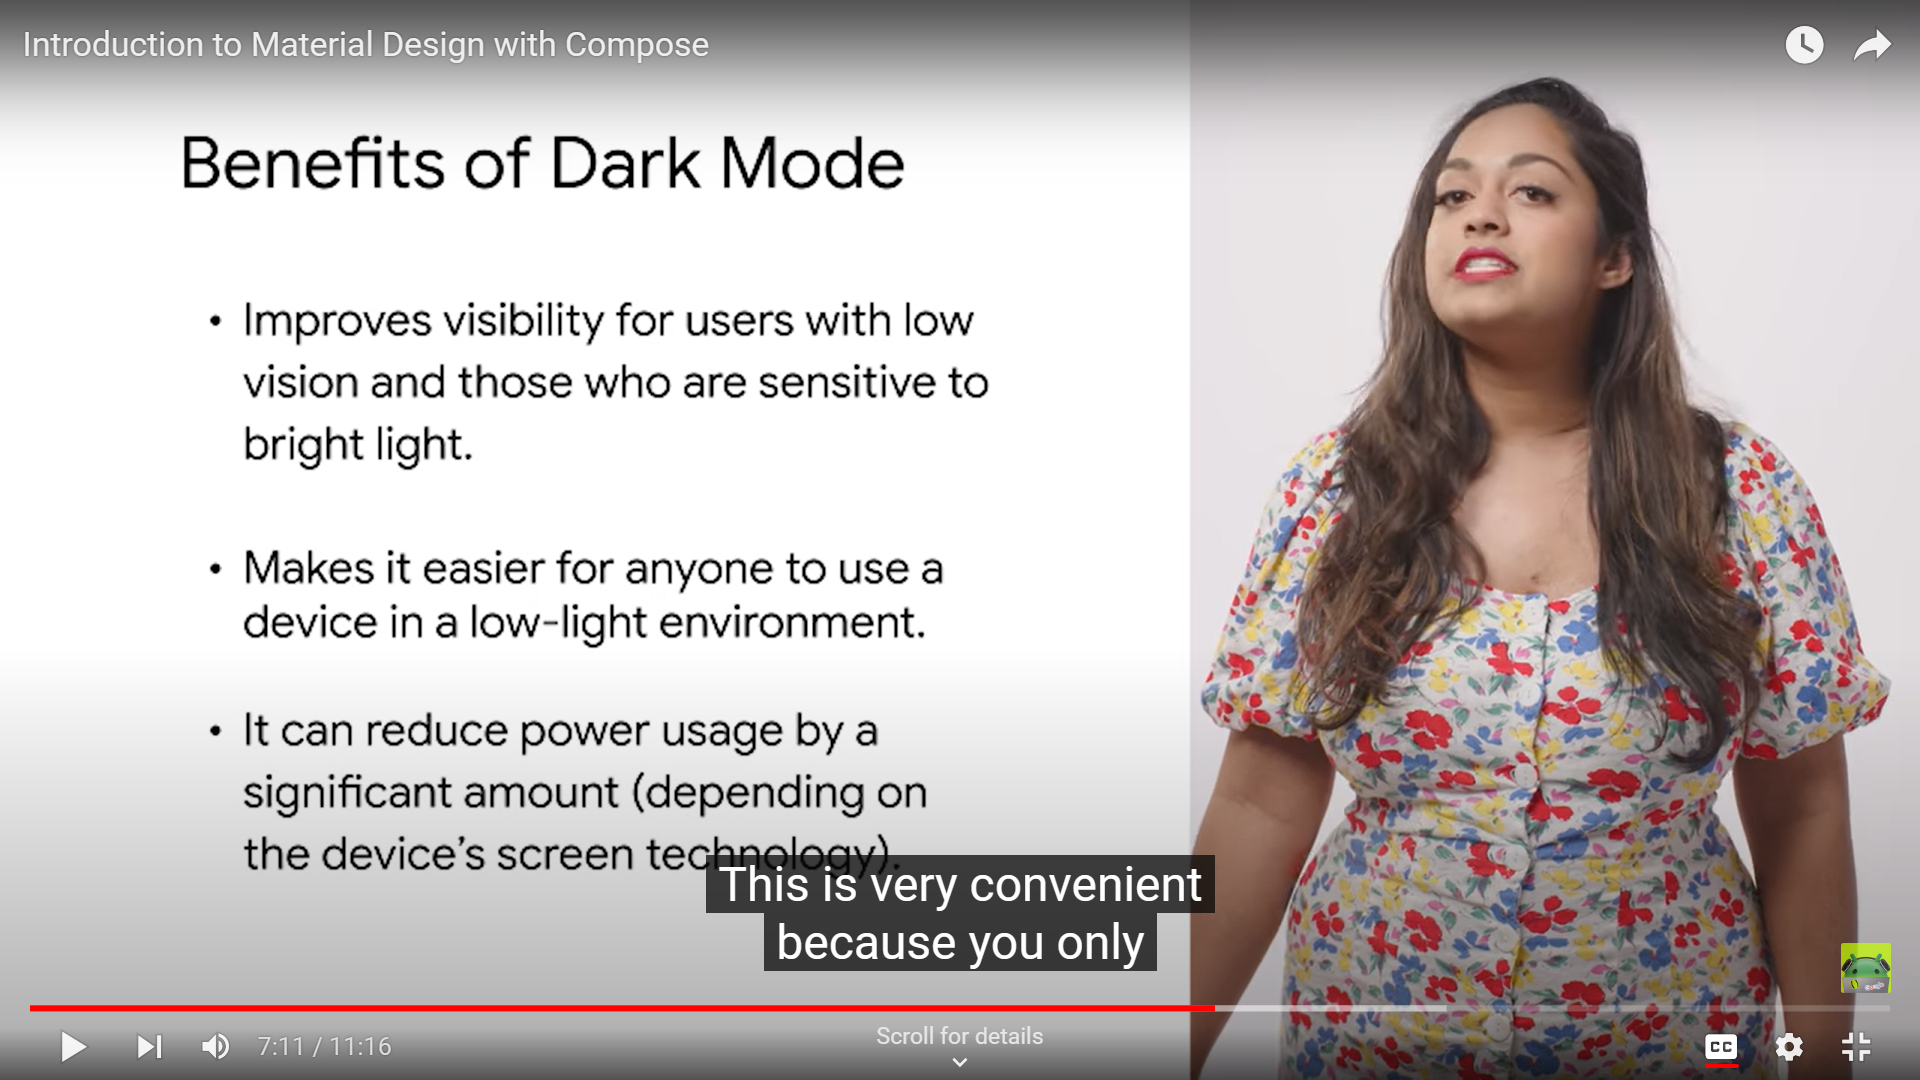 Introduction to Material Design with Compose
Benefits of Dark Mode
• Improves visibility for users with low
vision and those who are sensitive to
bright light.
• Makes it easier for anyone to use a
device in a low-light environment.
• It can reduce power usage by a
significant amount (depending on
the device's screen technology).
This is very convenient
because you only
7:11 / 11:16
Scroll for details
CC